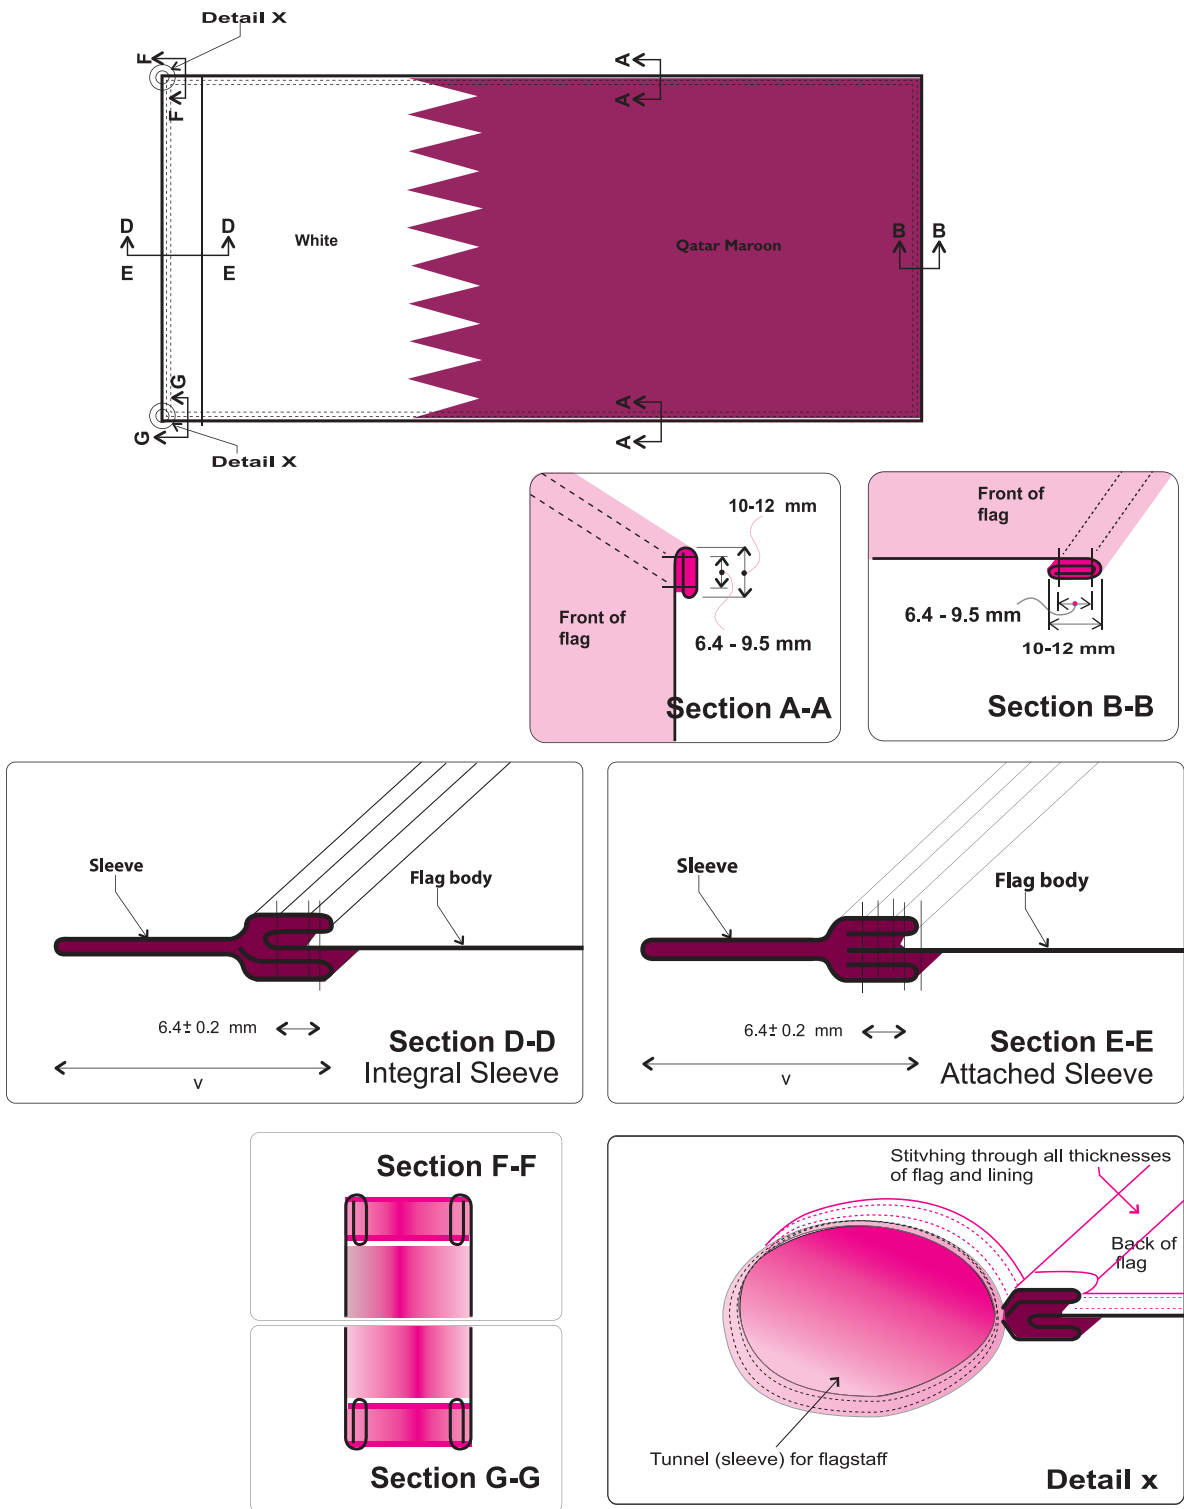 Detail X
F
F
A
A
D
D
E
E
White
Qatar Maroon
B
B
G
G
A
A
Detail X
10-12 mm
Front of
flag
6.4 - 9.5 mm
Section A-A
Front of
flag
6.4 - 9.5 mm
10-12 mm
Section B-B
Sleeve
Flag body
6.4± 0.2 mm
v
Section D-D
Integral Sleeve
Sleeve
Flag body
6.4± 0.2 mm
v
Section E-E
Attached Sleeve
Section F-F
Section G-G
Stitvhing through all thicknesses
of flag and lining
Back of
flag
Tunnel (sleeve) for flagstaff
Detail x